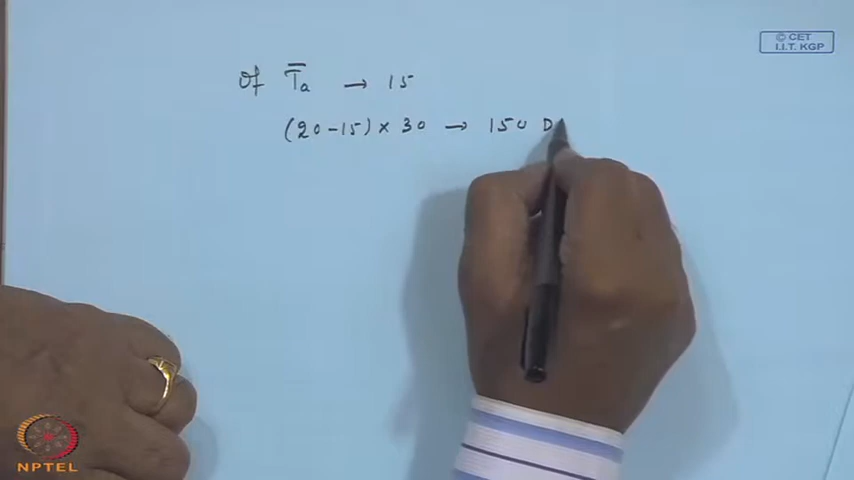 © CET
I.I.T. KGP
Of T̅a → 15
(20-15) × 30 → 150 D
NPTEL